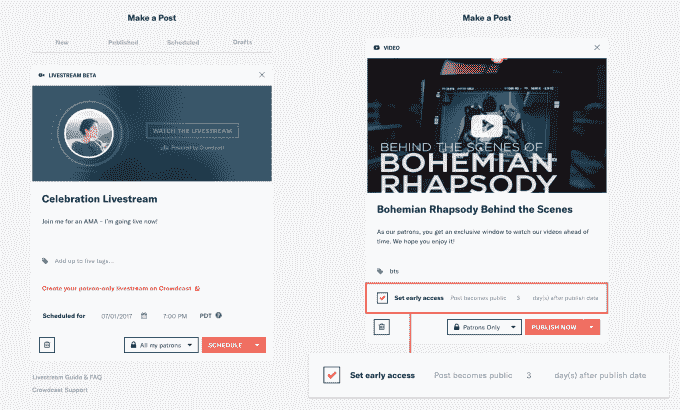 Make a Post
New Published Scheduled Drafts
LIVESTREAM BETA
WATCH THE LIVESTREAM
Powered by Crowdcast
Celebration Livestream
Join me for an AMA - I'm going live now!
Add up to five tags...
Create your patron-only livestream on Crowdcast
Scheduled for 07/01/2017 7:00 PM PDT
All my patrons SCHEDULE
Livestream Guide & FAQ
Crowdcast Support
Make a Post
VIDEO
BEHIND THE SCENES OF
BOHEMIAN
RHAPSODY
Bohemian Rhapsody Behind the Scenes
As our patrons, you get an exclusive window to watch our videos ahead of
time. We hope you enjoy it!
bts
Set early access Post becomes public 3 day(s) after publish date
Patrons Only PUBLISH NOW
Set early access Post becomes public 3 day(s) after publish date